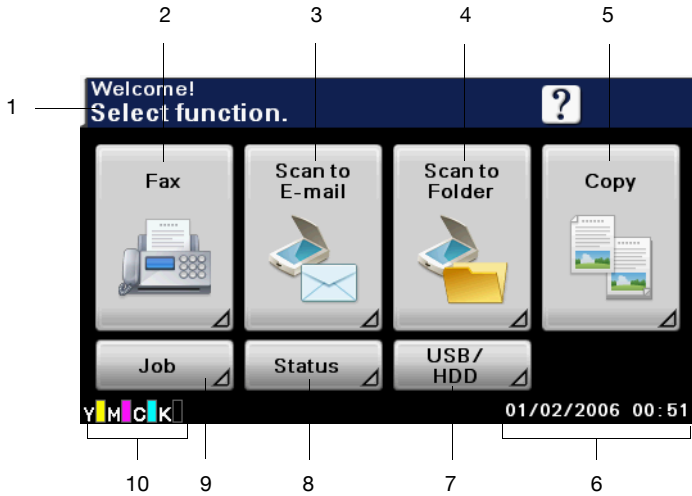 2 3 4 5
Welcome!
1 Select function.
?
Fax
Scan to
E-mail
Scan to
Folder
Copy
Job
Status
USB/
HDD
Y M C K
01/02/2006 00:51
10 9 8 7 6